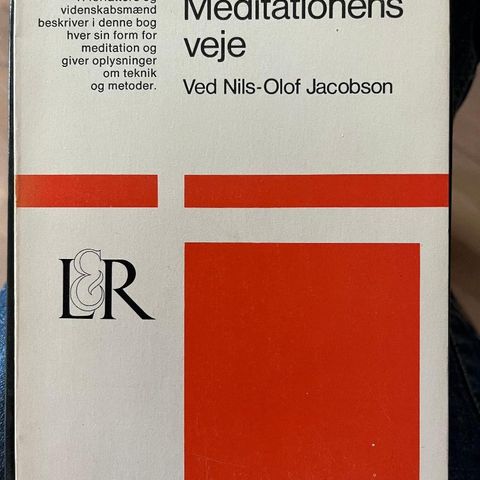 videnskabsmænd
beskriver i denne bog
hver sin form for
meditation og
giver oplysninger
om teknik
og metoder.
Meditationens
veje
Ved Nils-Olof Jacobson
L&R